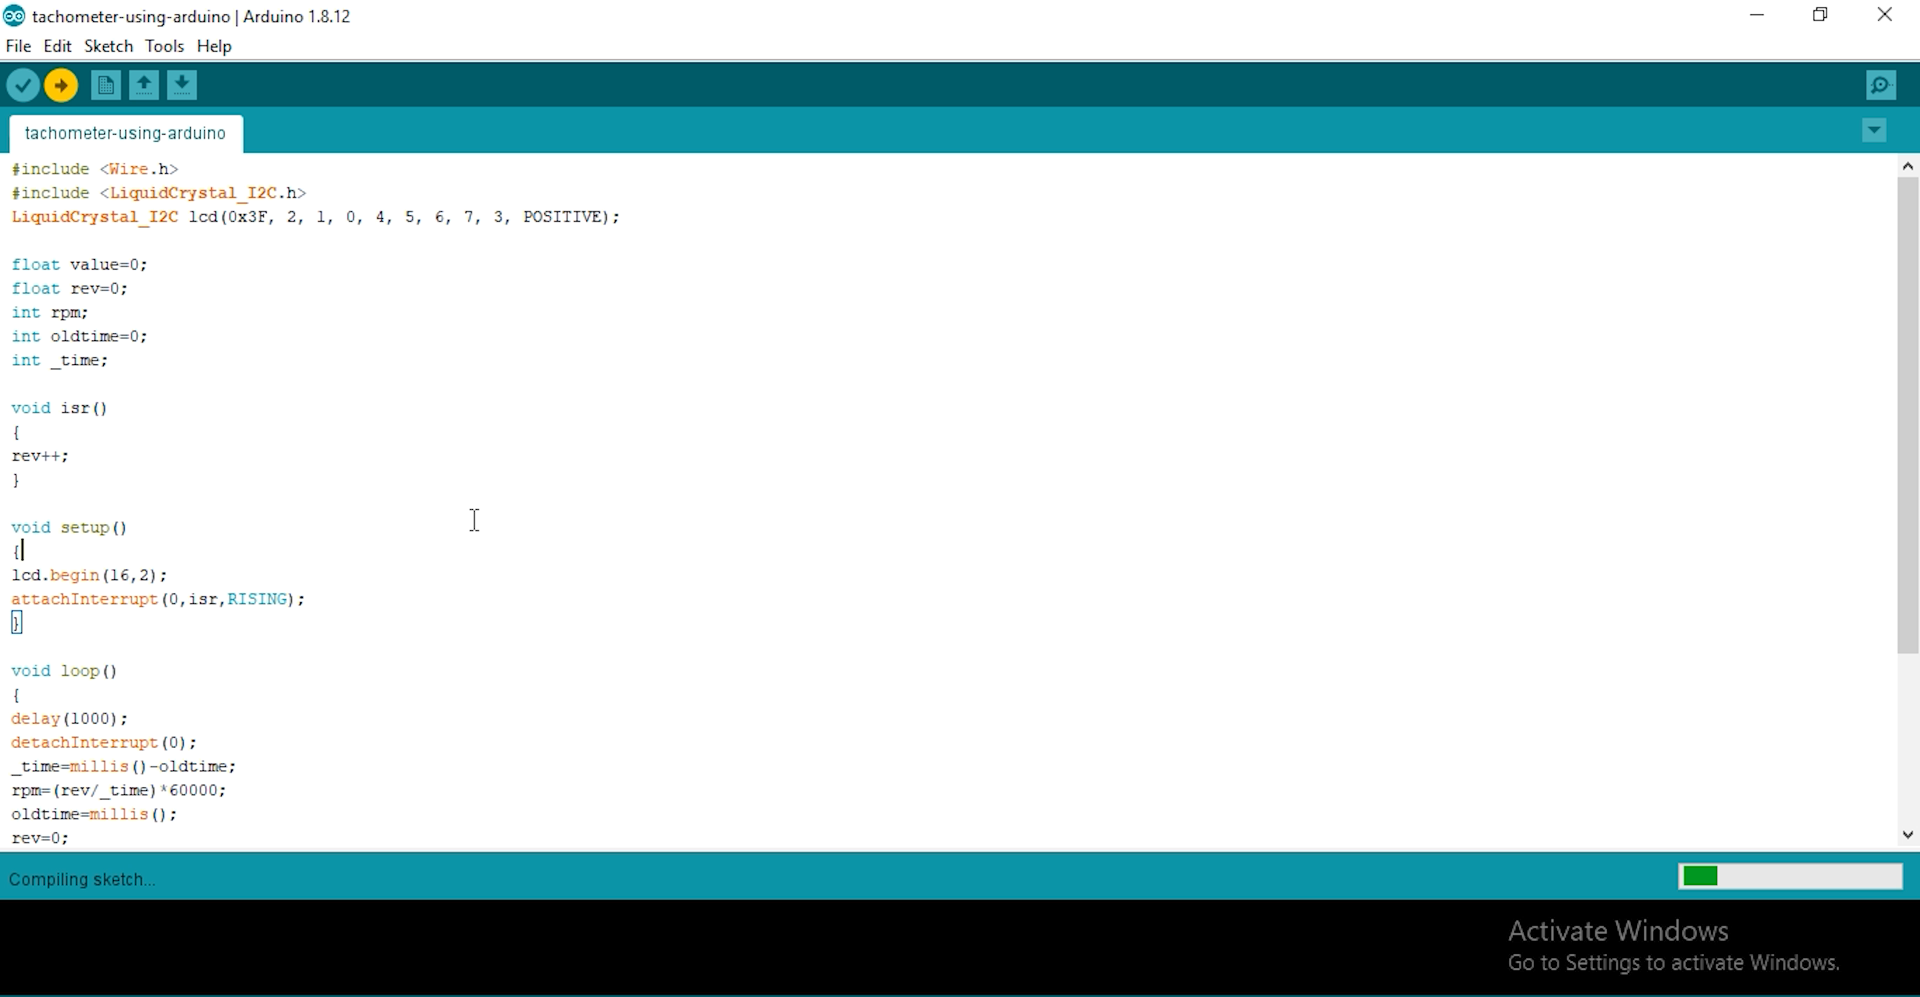 tachometer-using-arduino | Arduino 1.8.12
File Edit Sketch Tools Help
tachometer-using-arduino
#include <Wire.h>
#include <LiquidCrystal_I2C.h>
LiquidCrystal_I2C lcd(0x3F, 2, 1, 0, 4, 5, 6, 7, 3, POSITIVE);
float value=0;
float rev=0;
int rpm;
int oldtime=0;
int _time;
void isr()
{
rev++;
}
void setup()
{
lcd.begin(16,2);
attachInterrupt(0,isr,RISING);
}
void loop()
{
delay(1000);
detachInterrupt(0);
_time=millis()-oldtime;
rpm=(rev/_time)*60000;
oldtime=millis();
rev=0;
Compiling sketch...
Activate Windows
Go to Settings to activate Windows.